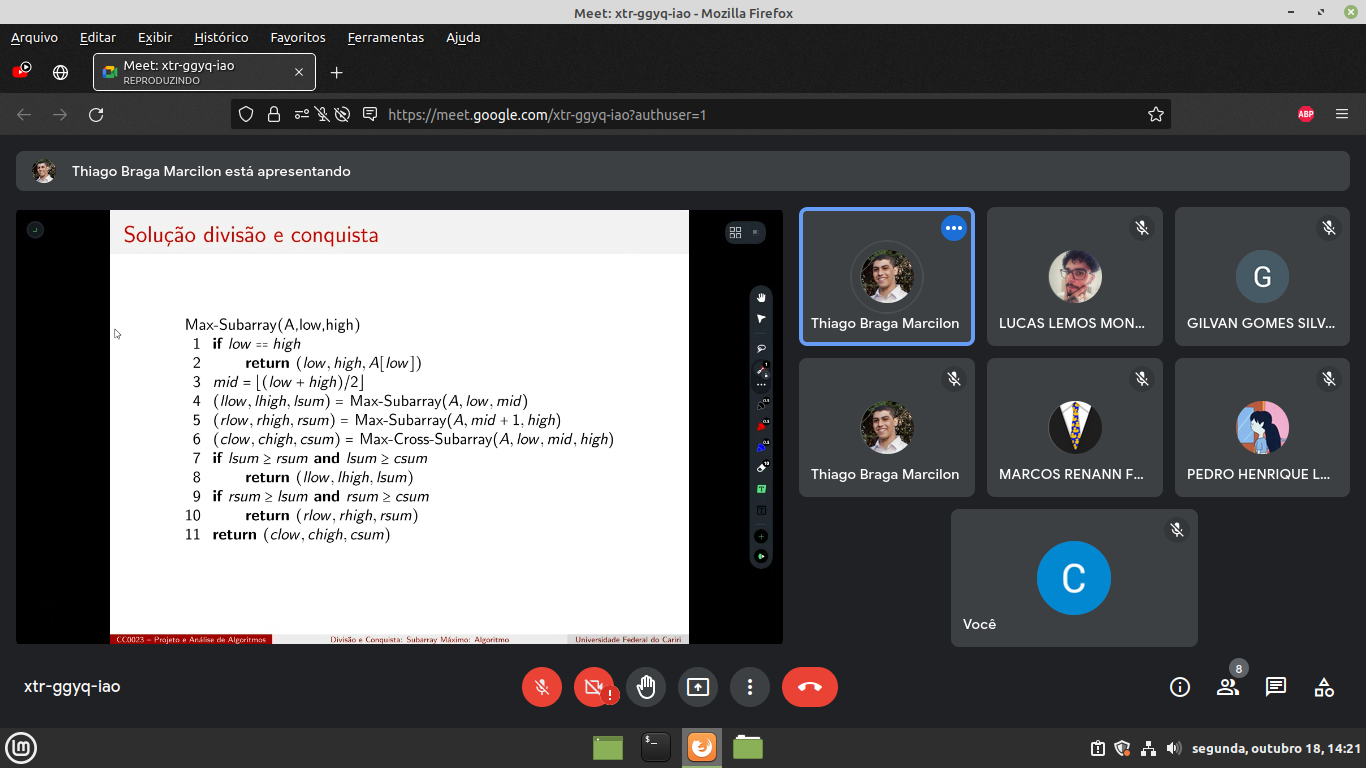 Meet: xtr-ggyq-iao - Mozilla Firefox
Arquivo Editar Exibir Histórico Favoritos Ferramentas Ajuda
Meet: xtr-ggyq-iao
REPRODUZINDO
https://meet.google.com/xtr-ggyq-iao?authuser=1
ABP
Thiago Braga Marcilon está apresentando
Solução divisão e conquista
Max-Subarray(A,low,high)
1 if low == high
2 return (low, high, A[low])
3 mid = ⌊(low + high)/2⌋
4 (llow, lhigh, lsum) = Max-Subarray(A, low, mid)
5 (rlow, rhigh, rsum) = Max-Subarray(A, mid + 1, high)
6 (clow, chigh, csum) = Max-Cross-Subarray(A, low, mid, high)
7 if lsum ≥ rsum and lsum ≥ csum
8 return (llow, lhigh, lsum)
9 if rsum ≥ lsum and rsum ≥ csum
10 return (rlow, rhigh, rsum)
11 return (clow, chigh, csum)
CC0023 – Projeto e Análise de Algoritmos
Divisão e Conquista: Subarray Máximo: Algoritmo
Universidade Federal do Cariri
Thiago Braga Marcilon
LUCAS LEMOS MON...
G
GILVAN GOMES SILV...
Thiago Braga Marcilon
MARCOS RENANN F...
PEDRO HENRIQUE L...
C
Você
xtr-ggyq-iao
8
segunda, outubro 18, 14:21